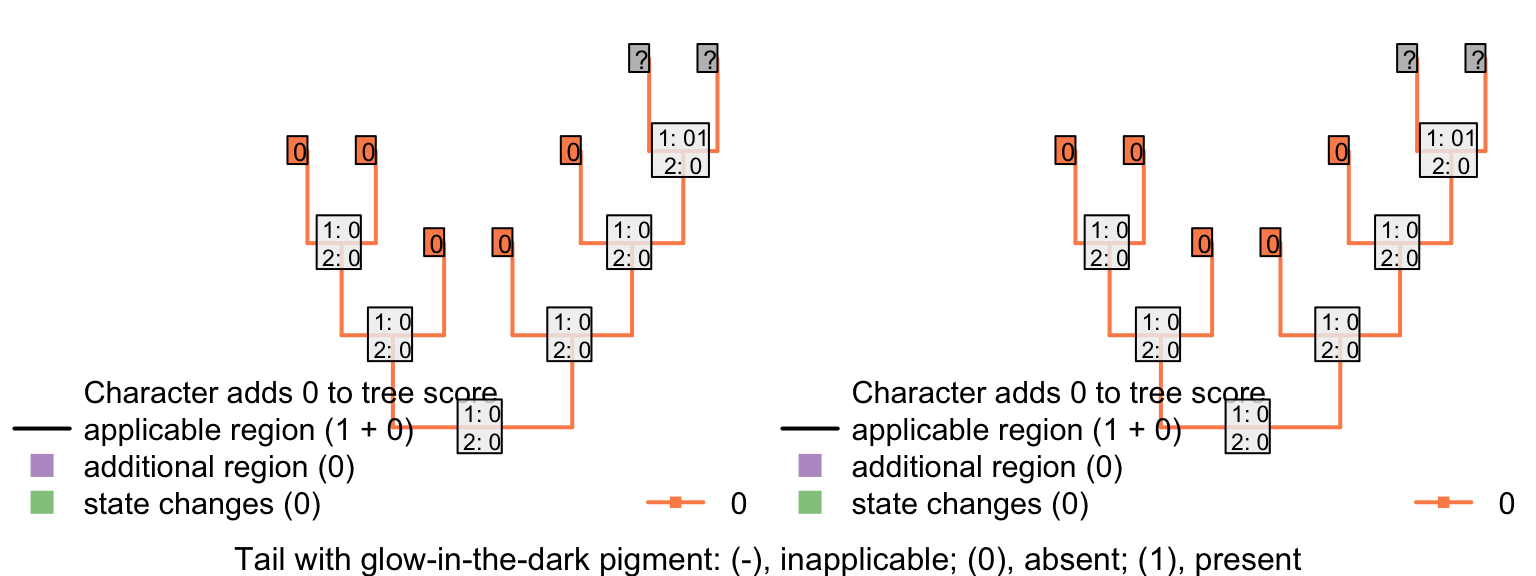 ? ? ? ?
0 0 0 1: 01 2: 0 0 0 0 1: 01 2: 0
1: 0 2: 0 0 0 1: 0 2: 0 1: 0 2: 0 0 0 1: 0 2: 0
1: 0 2: 0 1: 0 2: 0 1: 0 2: 0 1: 0 2: 0
Character adds 0 to tree score
applicable region (1 + 0)
additional region (0)
state changes (0)
1: 0
2: 0
0
Character adds 0 to tree score
applicable region (1 + 0)
additional region (0)
state changes (0)
1: 0
2: 0
0
Tail with glow-in-the-dark pigment: (-), inapplicable; (0), absent; (1), present